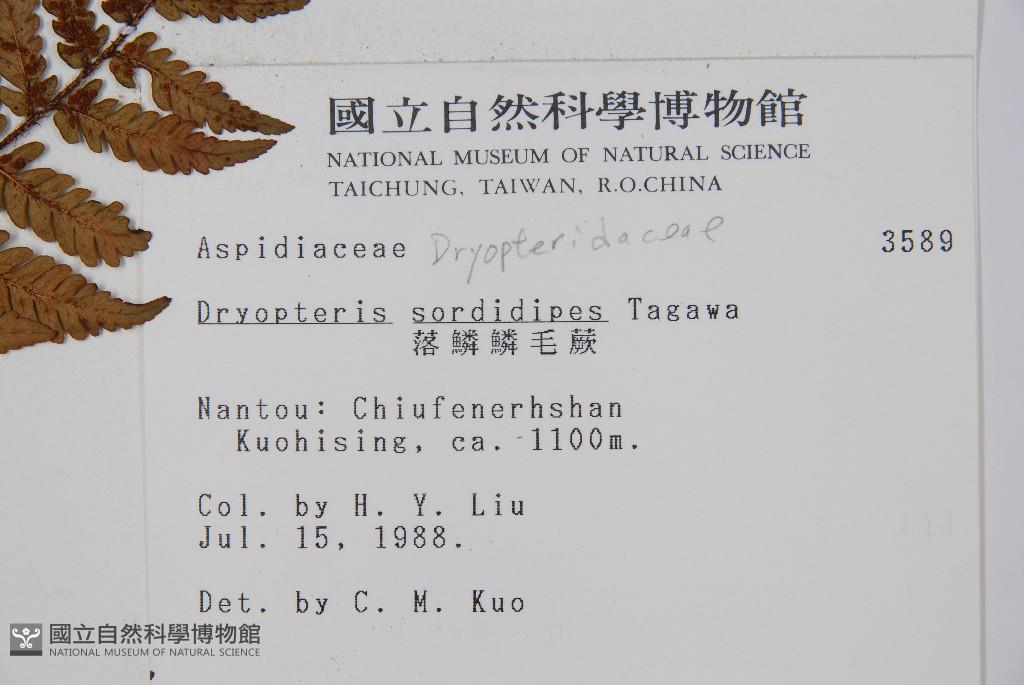 國立自然科學博物館
NATIONAL MUSEUM OF NATURAL SCIENCE
TAICHUNG, TAIWAN, R.O.CHINA
Aspidiaceae Dryopteridaceae 3589
Dryopteris sordidipes Tagawa
落鱗鱗毛蕨
Nantou: Chiufenerhshan
Kuohising, ca. 1100m.
Col. by H. Y. Liu
Jul. 15, 1988.
Det. by C. M. Kuo
國立自然科學博物館
NATIONAL MUSEUM OF NATURAL SCIENCE